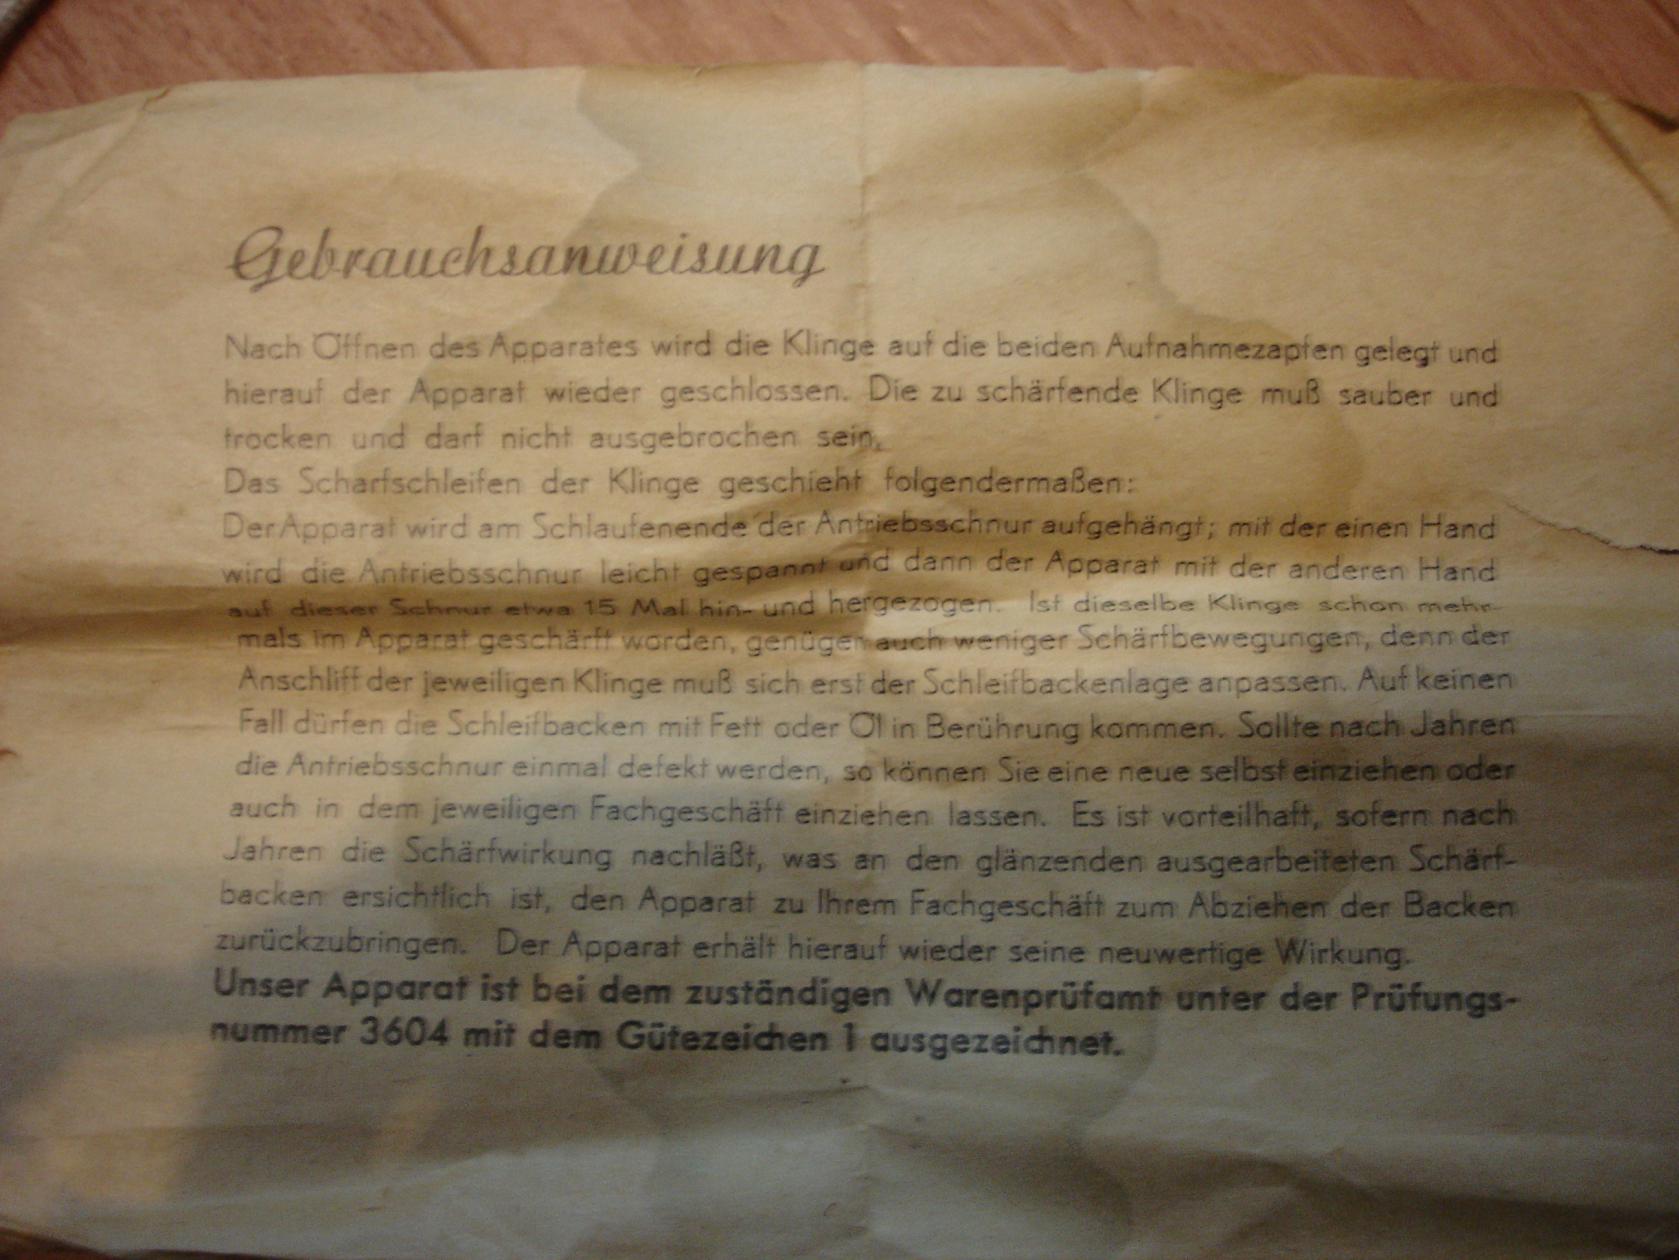 Gebrauchsanweisung
Nach Öffnen des Apparates wird die Klinge auf die beiden Aufnahmezapfen gelegt und
hierauf der Apparat wieder geschlossen. Die zu schärfende Klinge muß sauber und
trocken und darf nicht ausgebrochen sein.
Das Scharfschleifen der Klinge geschieht folgendermaßen:
Der Apparat wird am Schlaufenende der Antriebsschnur aufgehängt; mit der einen Hand
wird die Antriebsschnur leicht gespannt und dann der Apparat mit der anderen Hand
auf dieser Schnur etwa 15 Mal hin- und hergezogen. Ist dieselbe Klinge schon mehr-
mals im Apparat geschärft worden, genügen auch weniger Schärfbewegungen, denn der
Anschliff der jeweiligen Klinge muß sich erst der Schleifbackenlage anpassen. Auf keinen
Fall dürfen die Schleifbacken mit Fett oder Öl in Berührung kommen. Sollte nach Jahren
die Antriebsschnur einmal defekt werden, so können Sie eine neue selbst einziehen oder
auch in dem jeweiligen Fachgeschäft einziehen lassen. Es ist vorteilhaft, sofern nach
Jahren die Schärfwirkung nachläßt, was an den glänzenden ausgearbeiteten Schärf-
backen ersichtlich ist, den Apparat zu Ihrem Fachgeschäft zum Abziehen der Backen
zurückzubringen. Der Apparat erhält hierauf wieder seine neuwertige Wirkung.
Unser Apparat ist bei dem zuständigen Warenprüfamt unter der Prüfungs-
nummer 3604 mit dem Gütezeichen 1 ausgezeichnet.